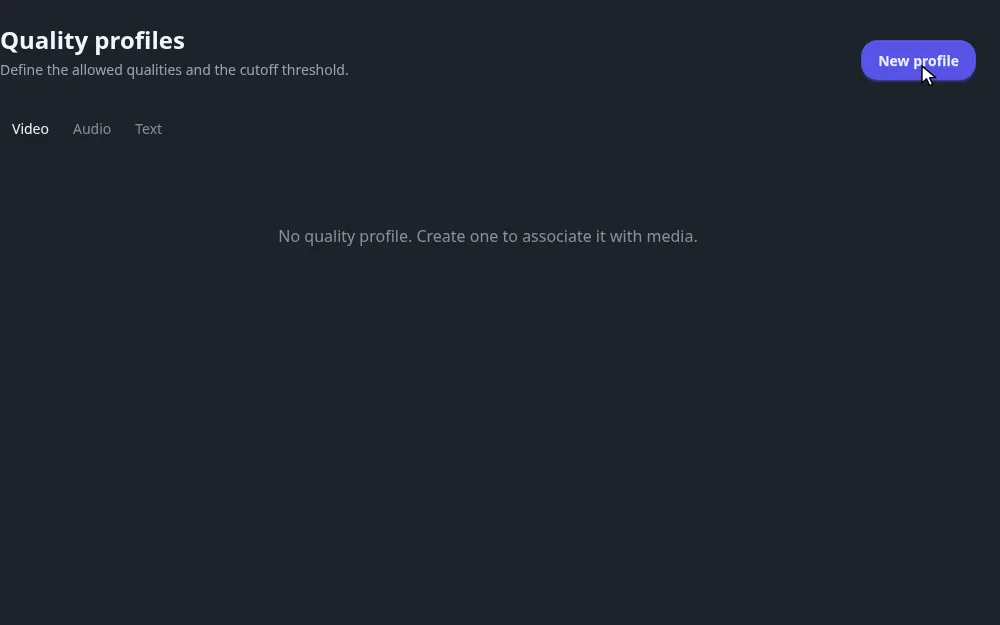 Quality profiles
Define the allowed qualities and the cutoff threshold.
New profile
Video Audio Text
No quality profile. Create one to associate it with media.